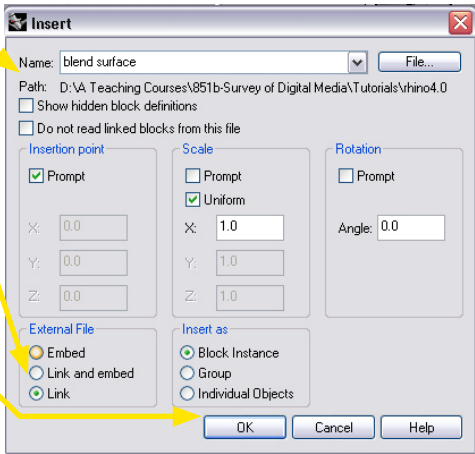 Insert
Name: blend surface File...
Path: D:\A Teaching Courses\851b-Survey of Digital Media\Tutorials\rhino4.0
Show hidden block definitions
Do not read linked blocks from this file
Insertion point Scale Rotation
Prompt Prompt Prompt
Uniform
X: 0.0 X: 1.0 Angle: 0.0
Y: 0.0 Y: 1.0
Z: 0.0 Z: 1.0
External File Insert as
Embed Block Instance
Link and embed Group
Link Individual Objects
OK Cancel Help